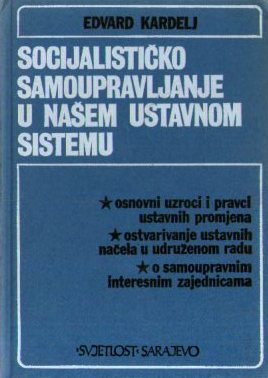 EDVARD KARDELJ
SOCIJALISTIČKO
SAMOUPRAVLJANJE
U NAŠEM USTAVNOM
SISTEMU
★ osnovni uzroci i pravci
ustavnih promjena
★ ostvarivanje ustavnih
načela u udruženom radu
★ o samoupravnim
interesnim zajednicama
·SVJETLOST· SARAJEVO